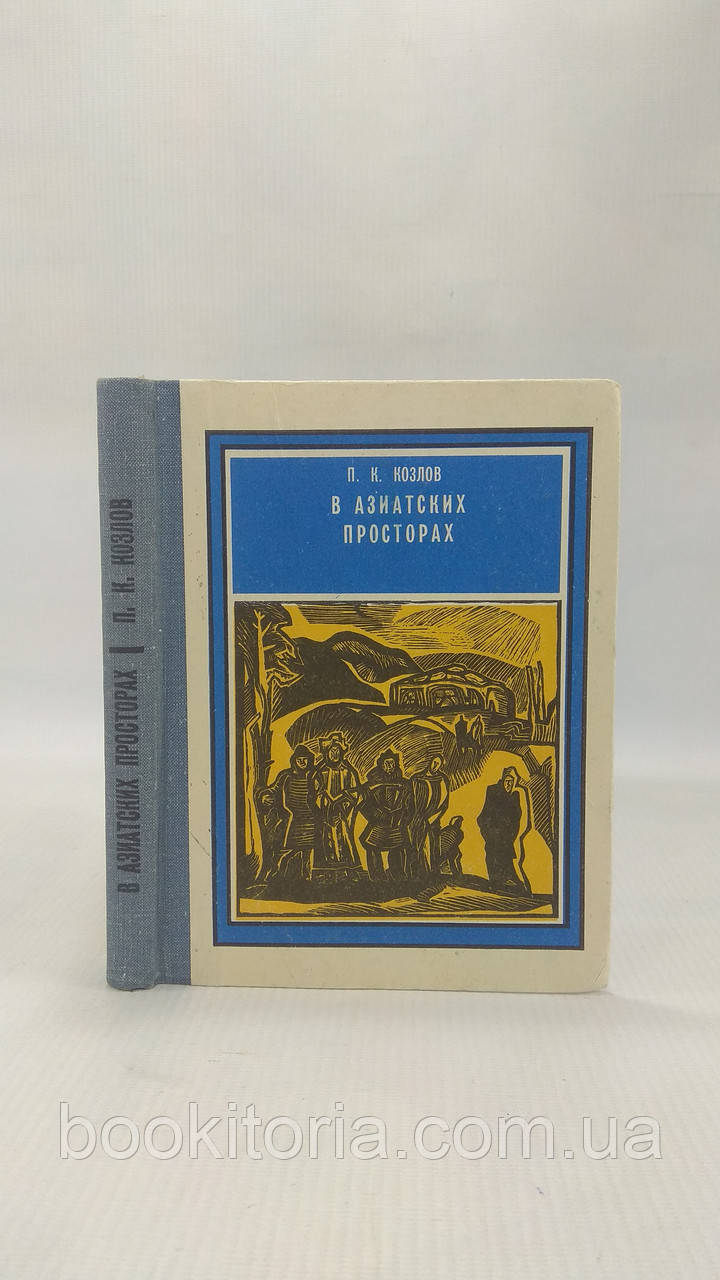 П. К. КОЗЛОВ
В АЗИАТСКИХ
ПРОСТОРАХ
В АЗИАТСКИХ ПРОСТОРАХ | П. К. КОЗЛОВ
bookitoria.com.ua